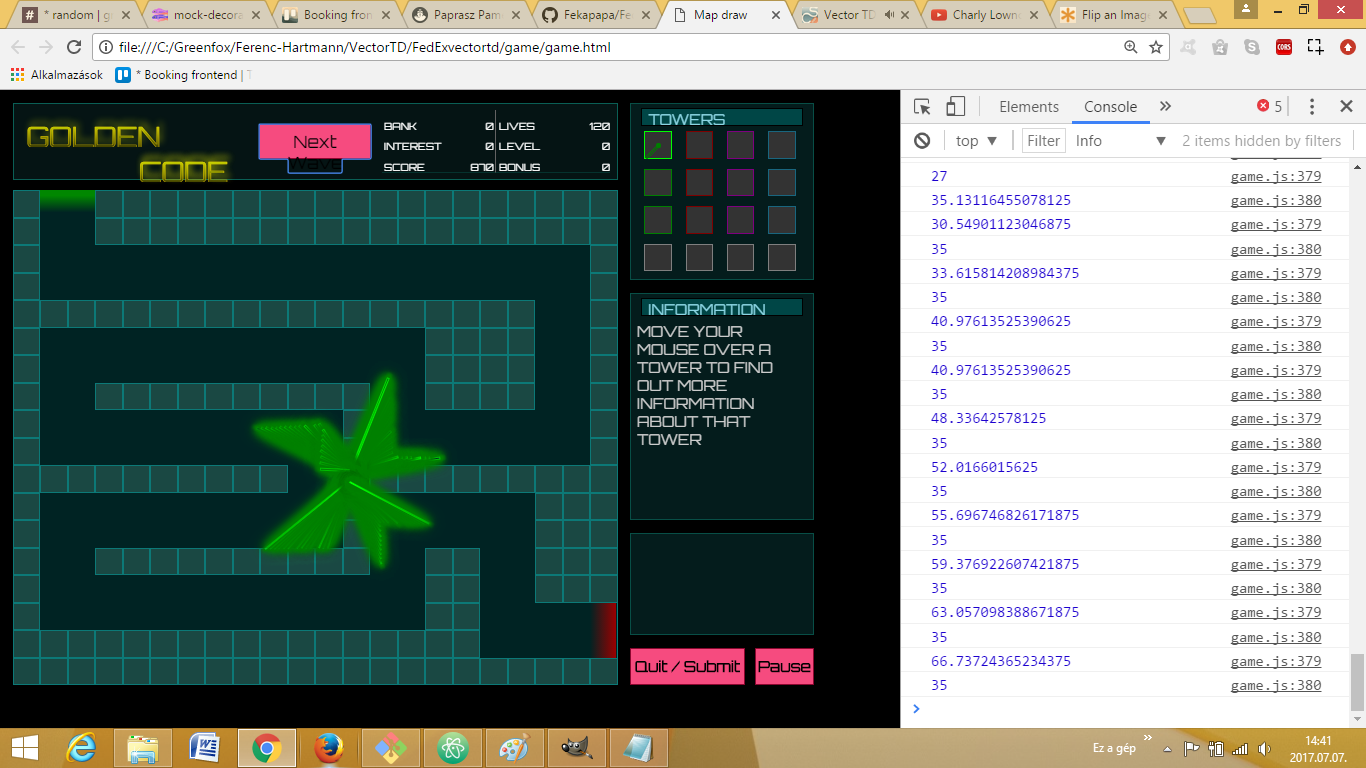 * random | g
mock-decora
Booking fron
Paprasz Pam
Fekapapa/Fe
Map draw
Vector TD
Charly Lown
Flip an Imag
file:///C:/Greenfox/Ferenc-Hartmann/VectorTD/FedExvectortd/game/game.html
CORS
Alkalmazások
* Booking frontend | T
GOLDEN
CODE
Next
Wave
BANK 0 LIVES 120
INTEREST 0 LEVEL 0
SCORE 870 BONUS 0
TOWERS
INFORMATION
MOVE YOUR
MOUSE OVER A
TOWER TO FIND
OUT MORE
INFORMATION
ABOUT THAT
TOWER
Quit / Submit
Pause
Elements
Console
5
top
Filter
Info
2 items hidden by filters
27 game.js:379
35.13116455078125 game.js:380
30.54901123046875 game.js:379
35 game.js:380
33.615814208984375 game.js:379
35 game.js:380
40.97613525390625 game.js:379
35 game.js:380
40.97613525390625 game.js:379
35 game.js:380
48.33642578125 game.js:379
35 game.js:380
52.0166015625 game.js:379
35 game.js:380
55.696746826171875 game.js:379
35 game.js:380
59.376922607421875 game.js:379
35 game.js:380
63.057098388671875 game.js:379
35 game.js:380
66.73724365234375 game.js:379
35 game.js:380
Ez a gép
14:41
2017.07.07.